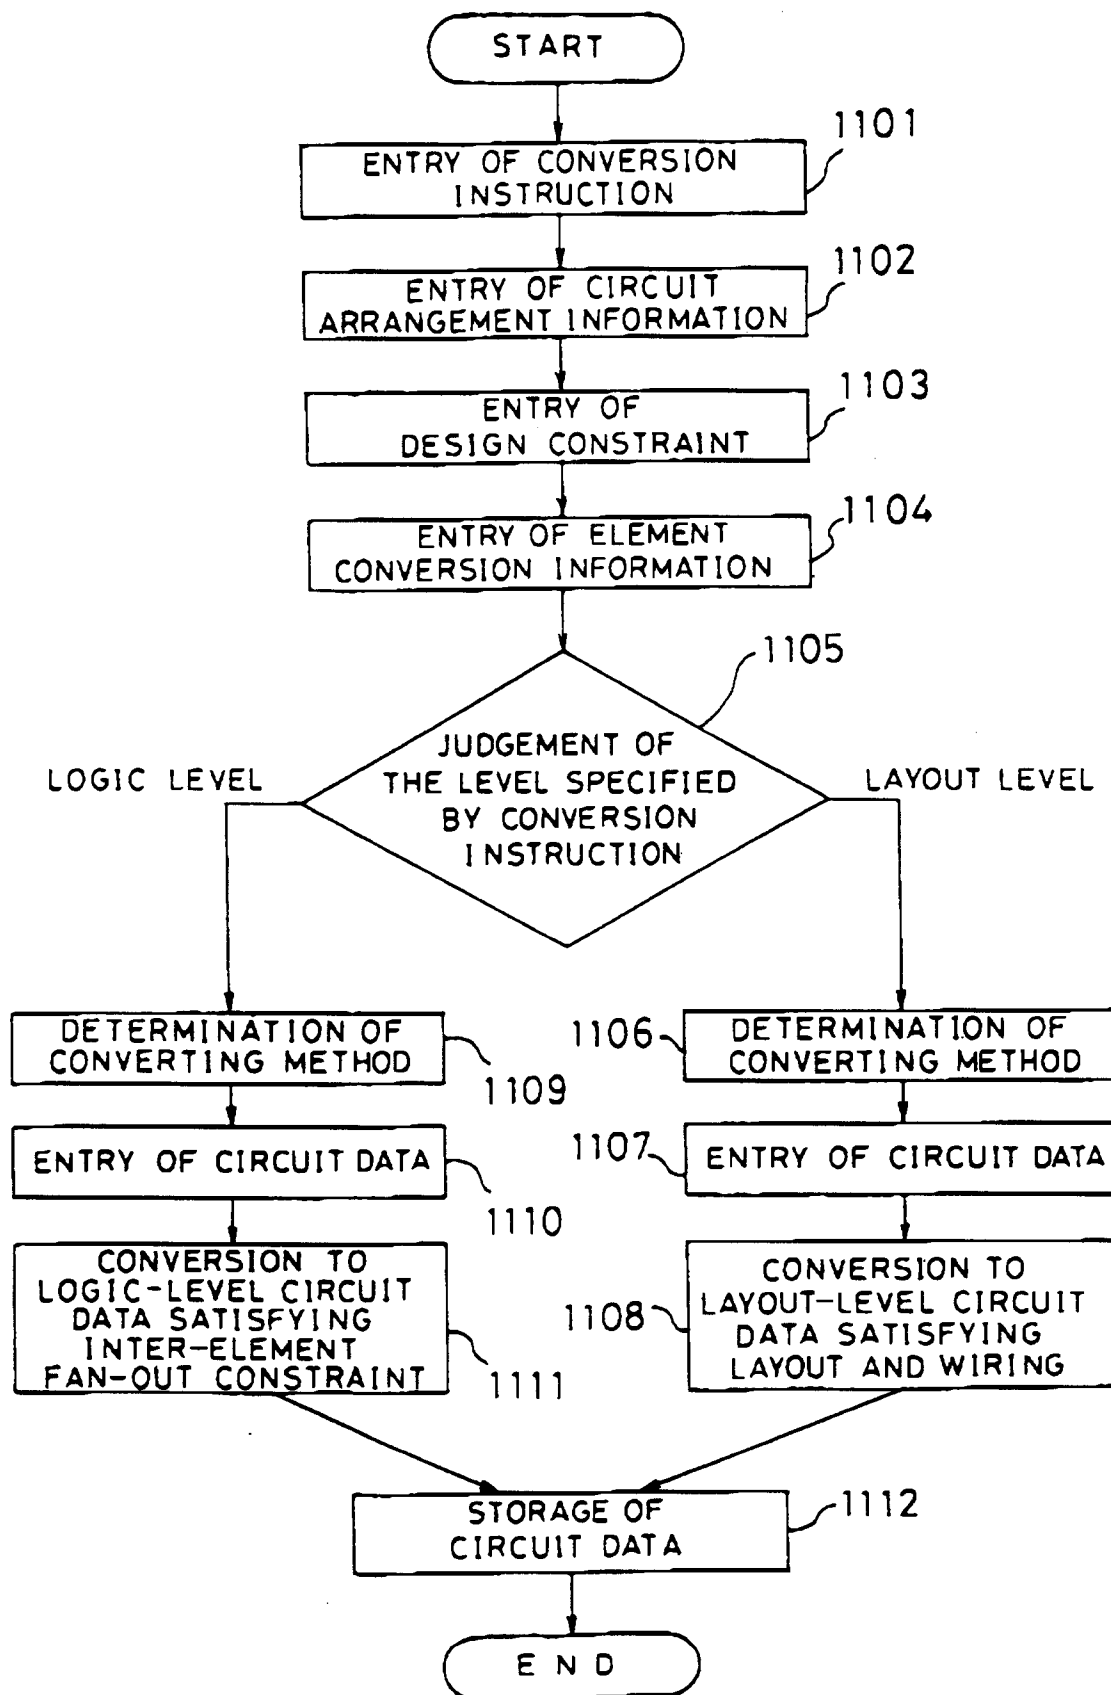 START
1101
ENTRY OF CONVERSION
INSTRUCTION
1102
ENTRY OF CIRCUIT
ARRANGEMENT INFORMATION
1103
ENTRY OF
DESIGN CONSTRAINT
1104
ENTRY OF ELEMENT
CONVERSION INFORMATION
1105
JUDGEMENT OF
THE LEVEL SPECIFIED
BY CONVERSION
INSTRUCTION
LOGIC LEVEL
LAYOUT LEVEL
DETERMINATION OF
CONVERTING METHOD
1109
ENTRY OF CIRCUIT DATA
1110
CONVERSION TO
LOGIC-LEVEL CIRCUIT
DATA SATISFYING
INTER-ELEMENT
FAN-OUT CONSTRAINT
1111
1106
DETERMINATION OF
CONVERTING METHOD
1107
ENTRY OF CIRCUIT DATA
1108
CONVERSION TO
LAYOUT-LEVEL CIRCUIT
DATA SATISFYING
LAYOUT AND WIRING
1112
STORAGE OF
CIRCUIT DATA
END